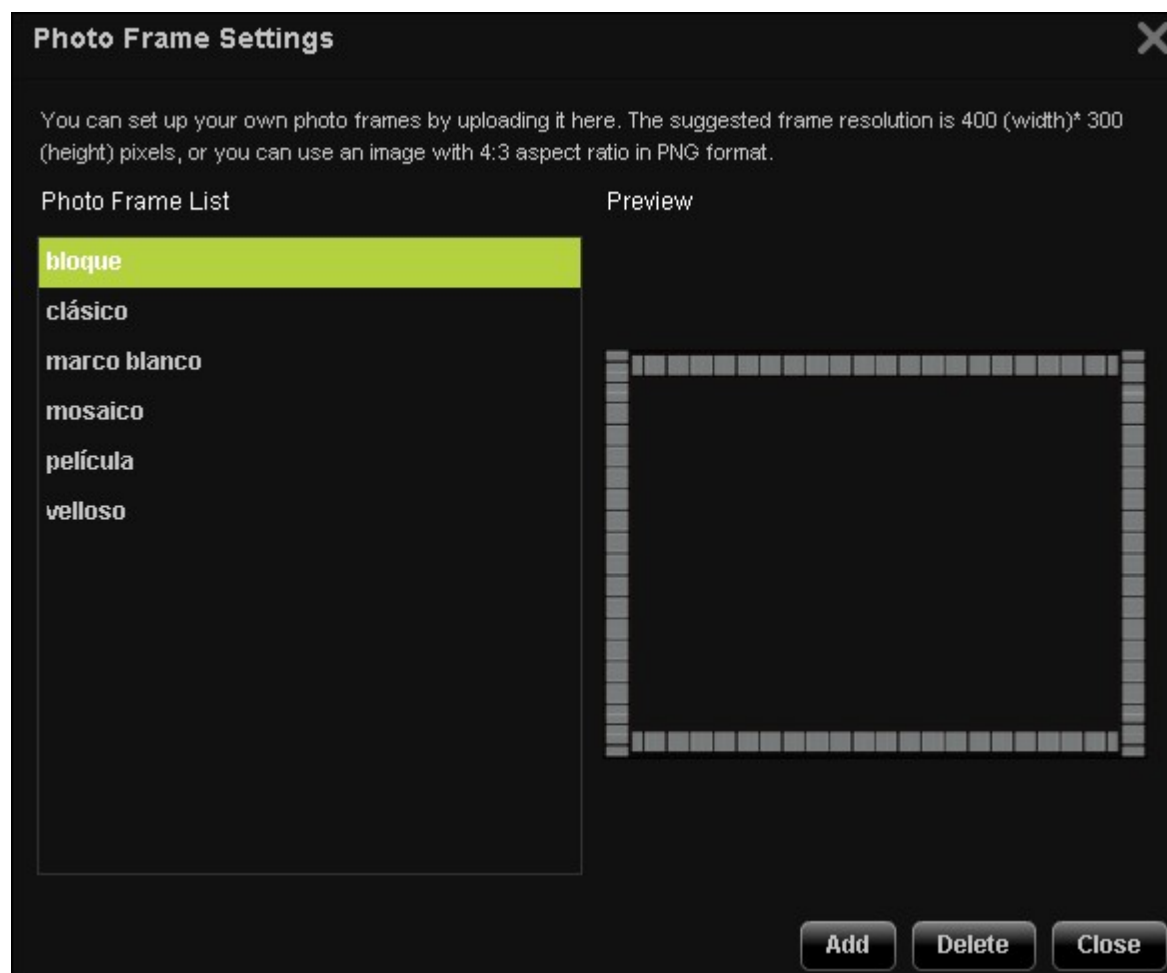 Photo Frame Settings
You can set up your own photo frames by uploading it here. The suggested frame resolution is 400 (width)* 300
(height) pixels, or you can use an image with 4:3 aspect ratio in PNG format.
Photo Frame List
Preview
bloque
clásico
marco blanco
mosaico
película
velloso
Add
Delete
Close